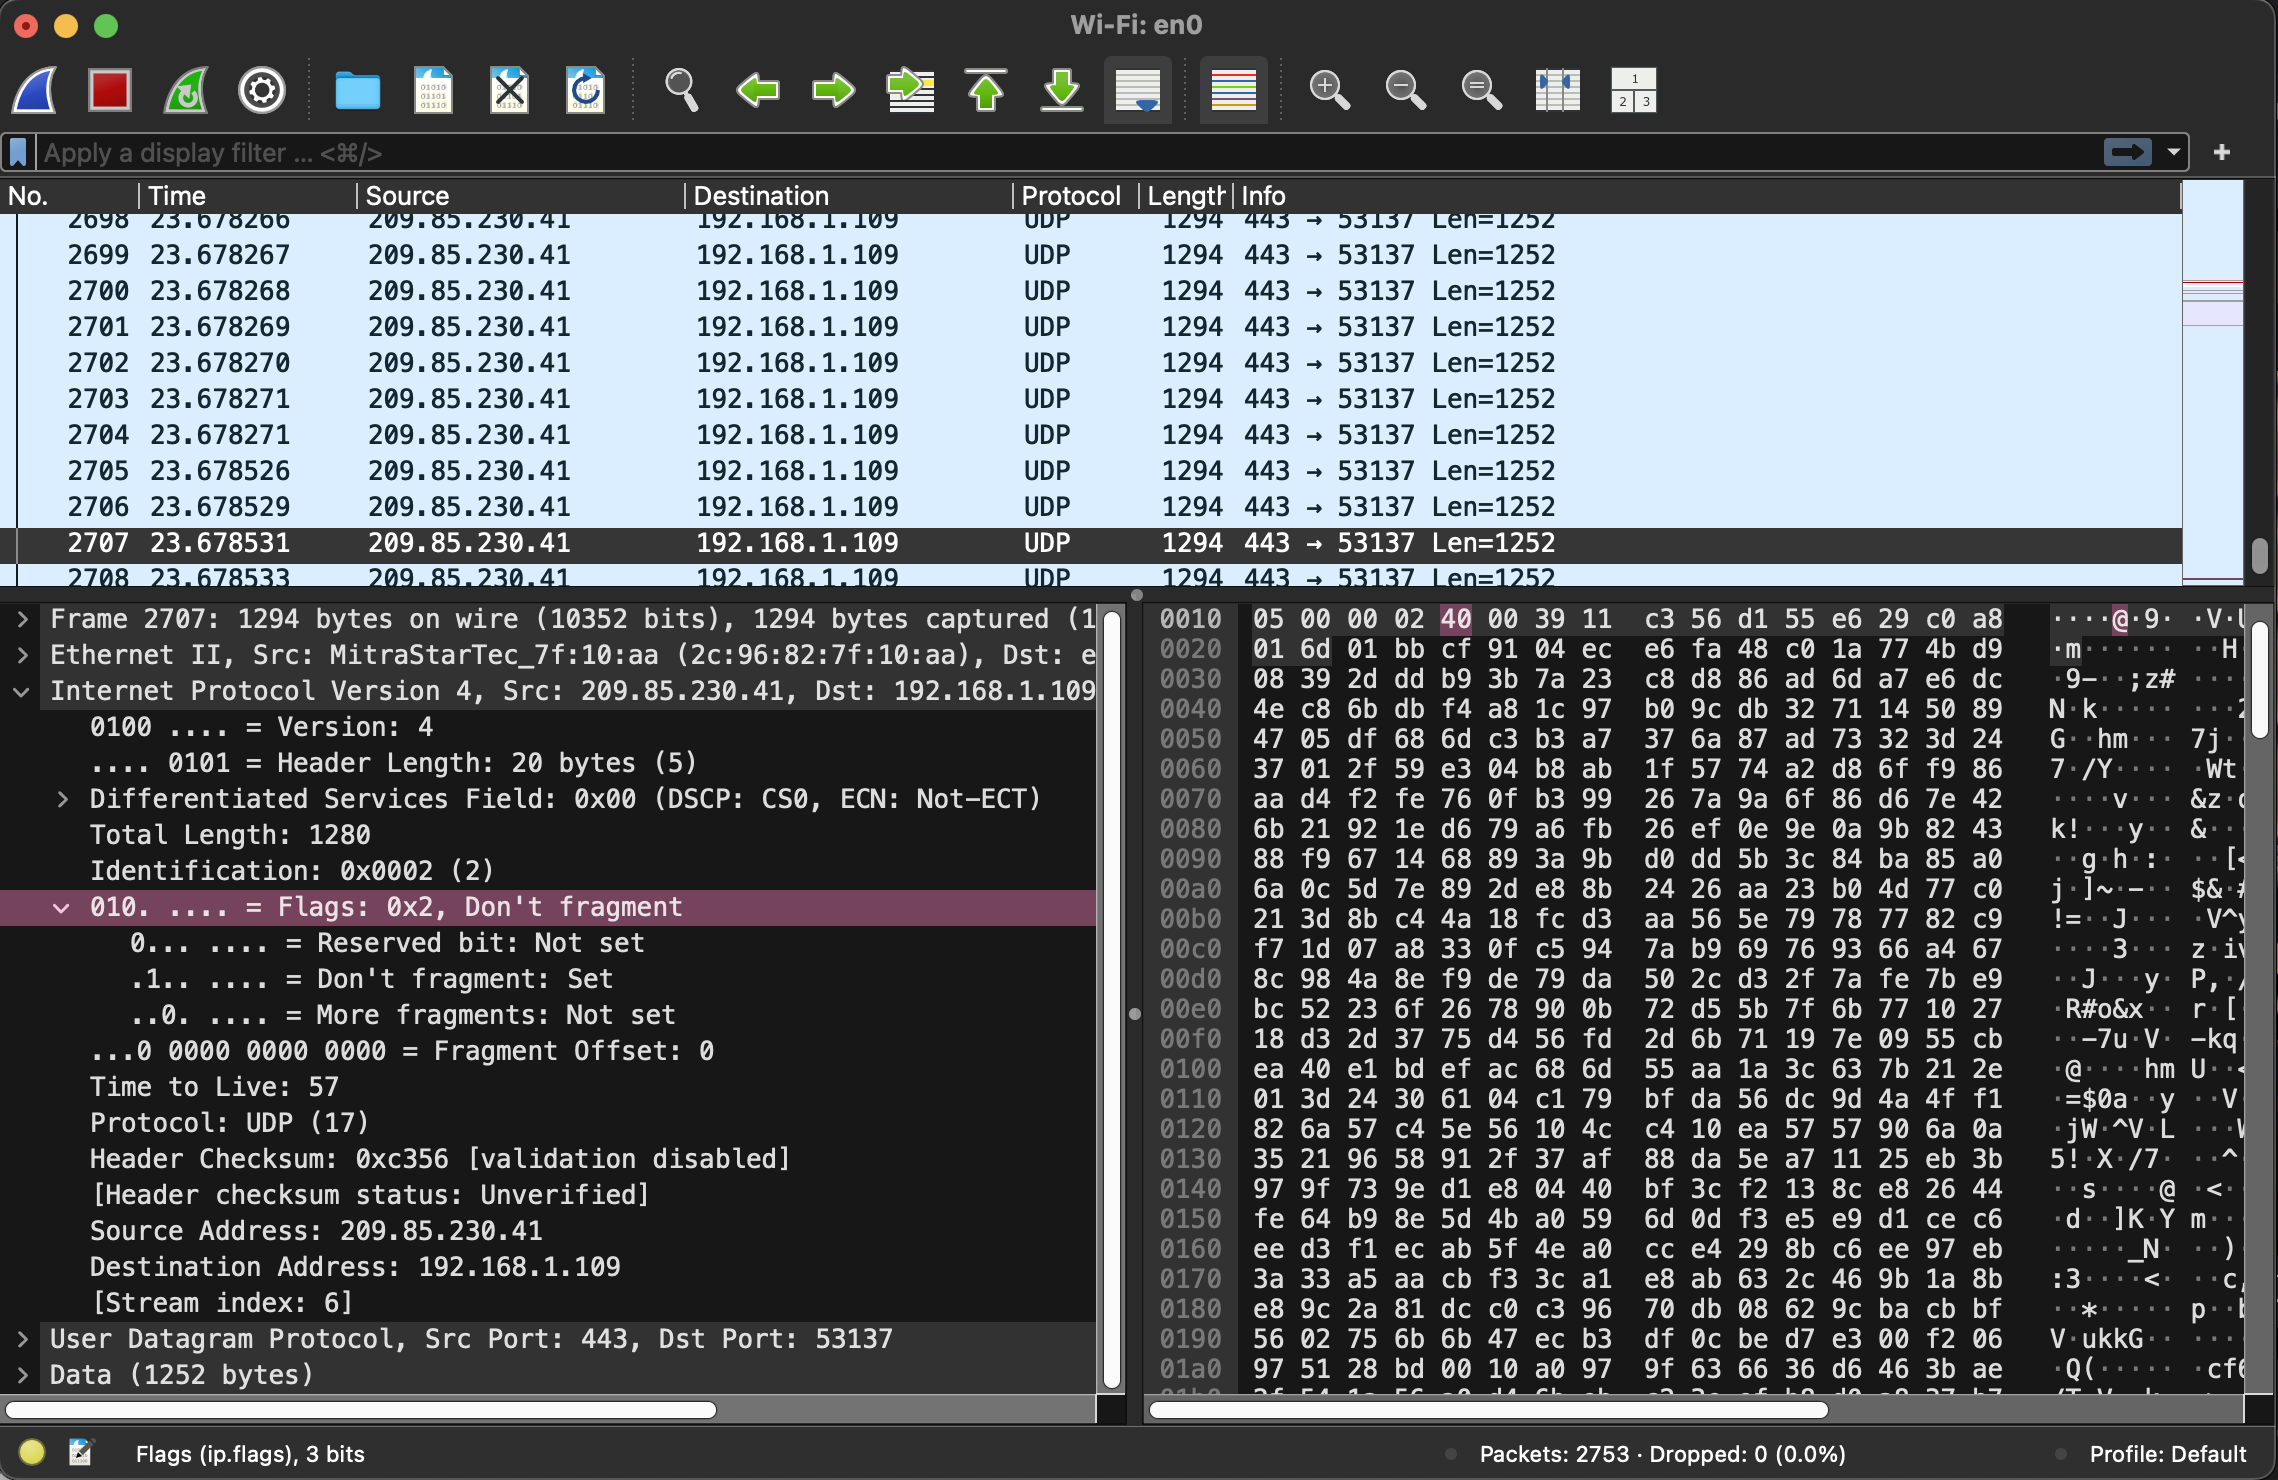 Wi-Fi: en0
Apply a display filter ... <⌘/>
No. Time Source Destination Protocol Length Info
2698 23.678266 209.85.230.41 192.168.1.109 UDP 1294 443 → 53137 Len=1252
2699 23.678267 209.85.230.41 192.168.1.109 UDP 1294 443 → 53137 Len=1252
2700 23.678268 209.85.230.41 192.168.1.109 UDP 1294 443 → 53137 Len=1252
2701 23.678269 209.85.230.41 192.168.1.109 UDP 1294 443 → 53137 Len=1252
2702 23.678270 209.85.230.41 192.168.1.109 UDP 1294 443 → 53137 Len=1252
2703 23.678271 209.85.230.41 192.168.1.109 UDP 1294 443 → 53137 Len=1252
2704 23.678271 209.85.230.41 192.168.1.109 UDP 1294 443 → 53137 Len=1252
2705 23.678526 209.85.230.41 192.168.1.109 UDP 1294 443 → 53137 Len=1252
2706 23.678529 209.85.230.41 192.168.1.109 UDP 1294 443 → 53137 Len=1252
2707 23.678531 209.85.230.41 192.168.1.109 UDP 1294 443 → 53137 Len=1252
2708 23.678533 209.85.230.41 192.168.1.109 UDP 1294 443 → 53137 Len=1252
Frame 2707: 1294 bytes on wire (10352 bits), 1294 bytes captured (1
Ethernet II, Src: MitraStarTec_7f:10:aa (2c:96:82:7f:10:aa), Dst: e
Internet Protocol Version 4, Src: 209.85.230.41, Dst: 192.168.1.109
0100 .... = Version: 4
.... 0101 = Header Length: 20 bytes (5)
Differentiated Services Field: 0x00 (DSCP: CS0, ECN: Not-ECT)
Total Length: 1280
Identification: 0x0002 (2)
010. .... = Flags: 0x2, Don't fragment
0... .... = Reserved bit: Not set
.1.. .... = Don't fragment: Set
..0. .... = More fragments: Not set
...0 0000 0000 0000 = Fragment Offset: 0
Time to Live: 57
Protocol: UDP (17)
Header Checksum: 0xc356 [validation disabled]
[Header checksum status: Unverified]
Source Address: 209.85.230.41
Destination Address: 192.168.1.109
[Stream index: 6]
User Datagram Protocol, Src Port: 443, Dst Port: 53137
Data (1252 bytes)
0010 05 00 00 02 40 00 39 11 c3 56 d1 55 e6 29 c0 a8 ····@·9· ·V·U
0020 01 6d 01 bb cf 91 04 ec e6 fa 48 c0 1a 77 4b d9 ·m······ ··H
0030 08 39 2d dd b9 3b 7a 23 c8 d8 86 ad 6d a7 e6 dc ·9-··;z# ····
0040 4e c8 6b db f4 a8 1c 97 b0 9c db 32 71 14 50 89 N·k····· ···2
0050 47 05 df 68 6d c3 b3 a7 37 6a 87 ad 73 32 3d 24 G··hm··· 7j··
0060 37 01 2f 59 e3 04 b8 ab 1f 57 74 a2 d8 6f f9 86 7·/Y···· ·Wt
0070 aa d4 f2 fe 76 0f b3 99 26 7a 9a 6f 86 d6 7e 42 ····v··· &z·o
0080 6b 21 92 1e d6 79 a6 fb 26 ef 0e 9e 0a 9b 82 43 k!···y·· &···
0090 88 f9 67 14 68 89 3a 9b d0 dd 5b 3c 84 ba 85 a0 ··g·h·:· ··[<
00a0 6a 0c 5d 7e 89 2d e8 8b 24 26 aa 23 b0 4d 77 c0 j·]~·-·· $&·#
00b0 21 3d 8b c4 4a 18 fc d3 aa 56 5e 79 78 77 82 c9 !=··J··· ·V^y
00c0 f7 1d 07 a8 33 0f c5 94 7a b9 69 76 93 66 a4 67 ····3··· z·iv
00d0 8c 98 4a 8e f9 de 79 da 50 2c d3 2f 7a fe 7b e9 ··J···y· P,·/
00e0 bc 52 23 6f 26 78 90 0b 72 d5 5b 7f 6b 77 10 27 ·R#o&x·· r·[·
00f0 18 d3 2d 37 75 d4 56 fd 2d 6b 71 19 7e 09 55 cb ··-7u·V· -kq·
0100 ea 40 e1 bd ef ac 68 6d 55 aa 1a 3c 63 7b 21 2e ·@····hm U··<
0110 01 3d 24 30 61 04 c1 79 bf da 56 dc 9d 4a 4f f1 ·=$0a··y ··V·
0120 82 6a 57 c4 5e 56 10 4c c4 10 ea 57 57 90 6a 0a ·jW·^V·L ···W
0130 35 21 96 58 91 2f 37 af 88 da 5e a7 11 25 eb 3b 5!·X·/7· ··^·
0140 97 9f 73 9e d1 e8 04 40 bf 3c f2 13 8c e8 26 44 ··s····@ ·<··
0150 fe 64 b9 8e 5d 4b a0 59 6d 0d f3 e5 e9 d1 ce c6 ·d··]K·Y m···
0160 ee d3 f1 ec ab 5f 4e a0 cc e4 29 8b c6 ee 97 eb ·····_N· ··)·
0170 3a 33 a5 aa cb f3 3c a1 e8 ab 63 2c 46 9b 1a 8b :3····<· ··c,
0180 e8 9c 2a 81 dc c0 c3 96 70 db 08 62 9c ba cb bf ··*····· p··b
0190 56 02 75 6b 6b 47 ec b3 df 0c be d7 e3 00 f2 06 V·ukkG·· ····
01a0 97 51 28 bd 00 10 a0 97 9f 63 66 36 d6 46 3b ae ·Q(····· ·cf6
Flags (ip.flags), 3 bits
Packets: 2753 · Dropped: 0 (0.0%)
Profile: Default